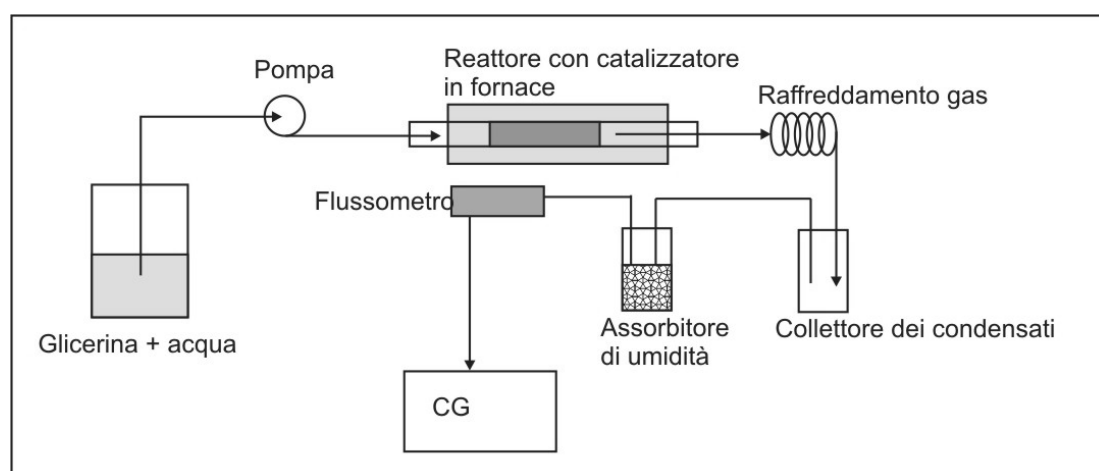 Pompa
Reattore con catalizzatore
in fornace
Raffreddamento gas
Flussometro
Glicerina + acqua
Assorbitore
di umidità
Collettore dei condensati
CG